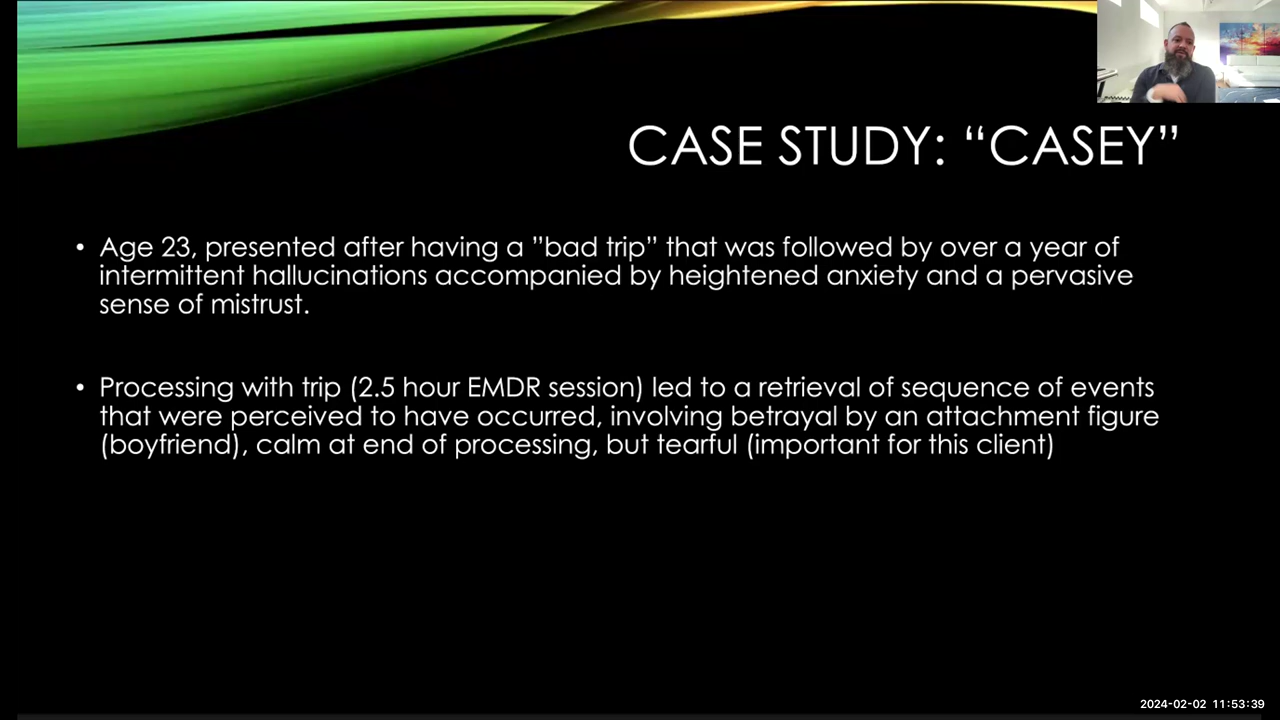 CASE STUDY: “CASEY”
• Age 23, presented after having a ”bad trip” that was followed by over a year of
intermittent hallucinations accompanied by heightened anxiety and a pervasive
sense of mistrust.
• Processing with trip (2.5 hour EMDR session) led to a retrieval of sequence of events
that were perceived to have occurred, involving betrayal by an attachment figure
(boyfriend), calm at end of processing, but tearful (important for this client)
2024-02-02 11:53:39